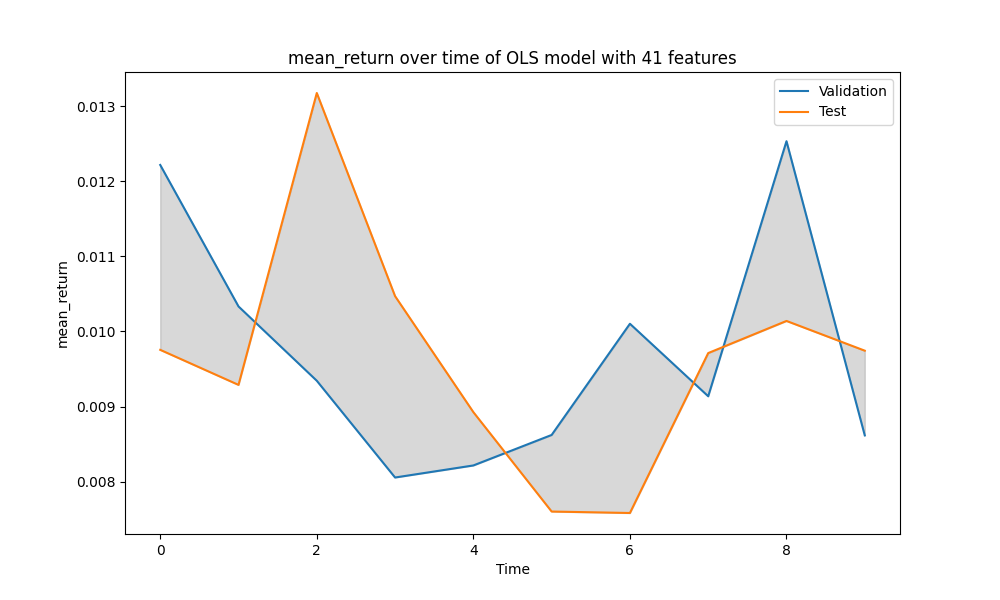 mean_return over time of OLS model with 41 features
Validation
Test
0.013
0.012
0.011
0.010
0.009
0.008
mean_return
0 2 4 6 8
Time